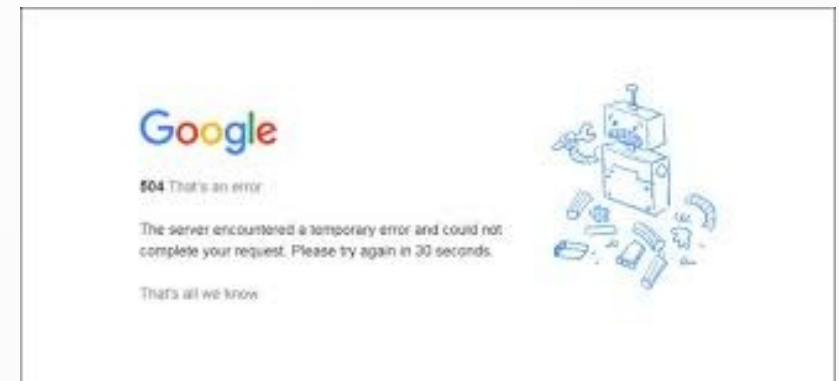 Google
504 That's an error
The server encountered a temporary error and could not
complete your request. Please try again in 30 seconds.
That's all we know